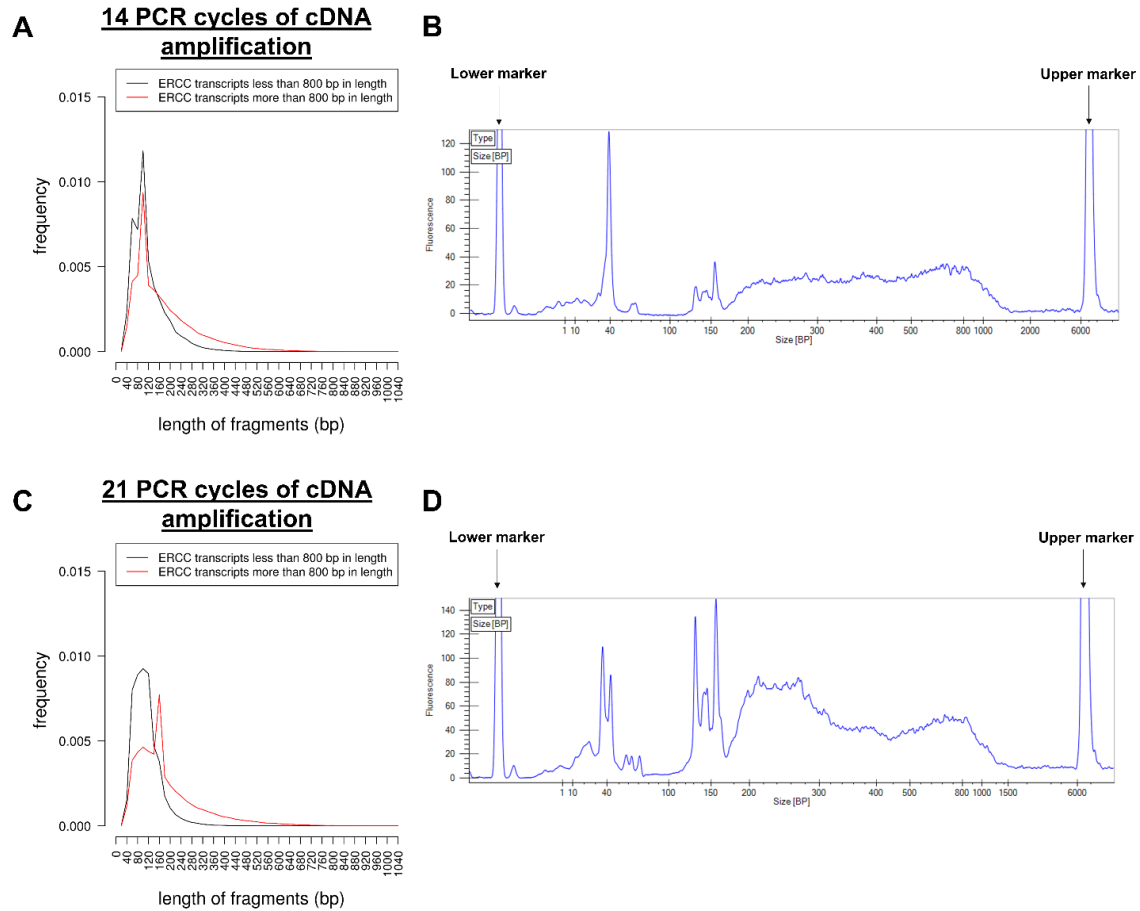 A
14 PCR cycles of cDNA
amplification
ERCC transcripts less than 800 bp in length
ERCC transcripts more than 800 bp in length
0.015
0.010
0.005
0.000
frequency
0 40 80 120 160 200 240 280 320 360 400 440 480 520 560 600 640 680 720 760 800 840 880 920 960 1000 1040
length of fragments (bp)
B
Lower marker
Upper marker
Type
Size [BP]
120
100
80
60
40
20
0
Fluorescence
1 10 40 100 150 200 300 400 500 800 1000 2000 6000
Size [BP]
C
21 PCR cycles of cDNA
amplification
ERCC transcripts less than 800 bp in length
ERCC transcripts more than 800 bp in length
0.015
0.010
0.005
0.000
frequency
0 40 80 120 160 200 240 280 320 360 400 440 480 520 560 600 640 680 720 760 800 840 880 920 960 1000 1040
length of fragments (bp)
D
Lower marker
Upper marker
Type
Size [BP]
140
120
100
80
60
40
20
0
Fluorescence
1 10 40 100 150 200 300 400 500 800 1000 1500 6000
Size [BP]